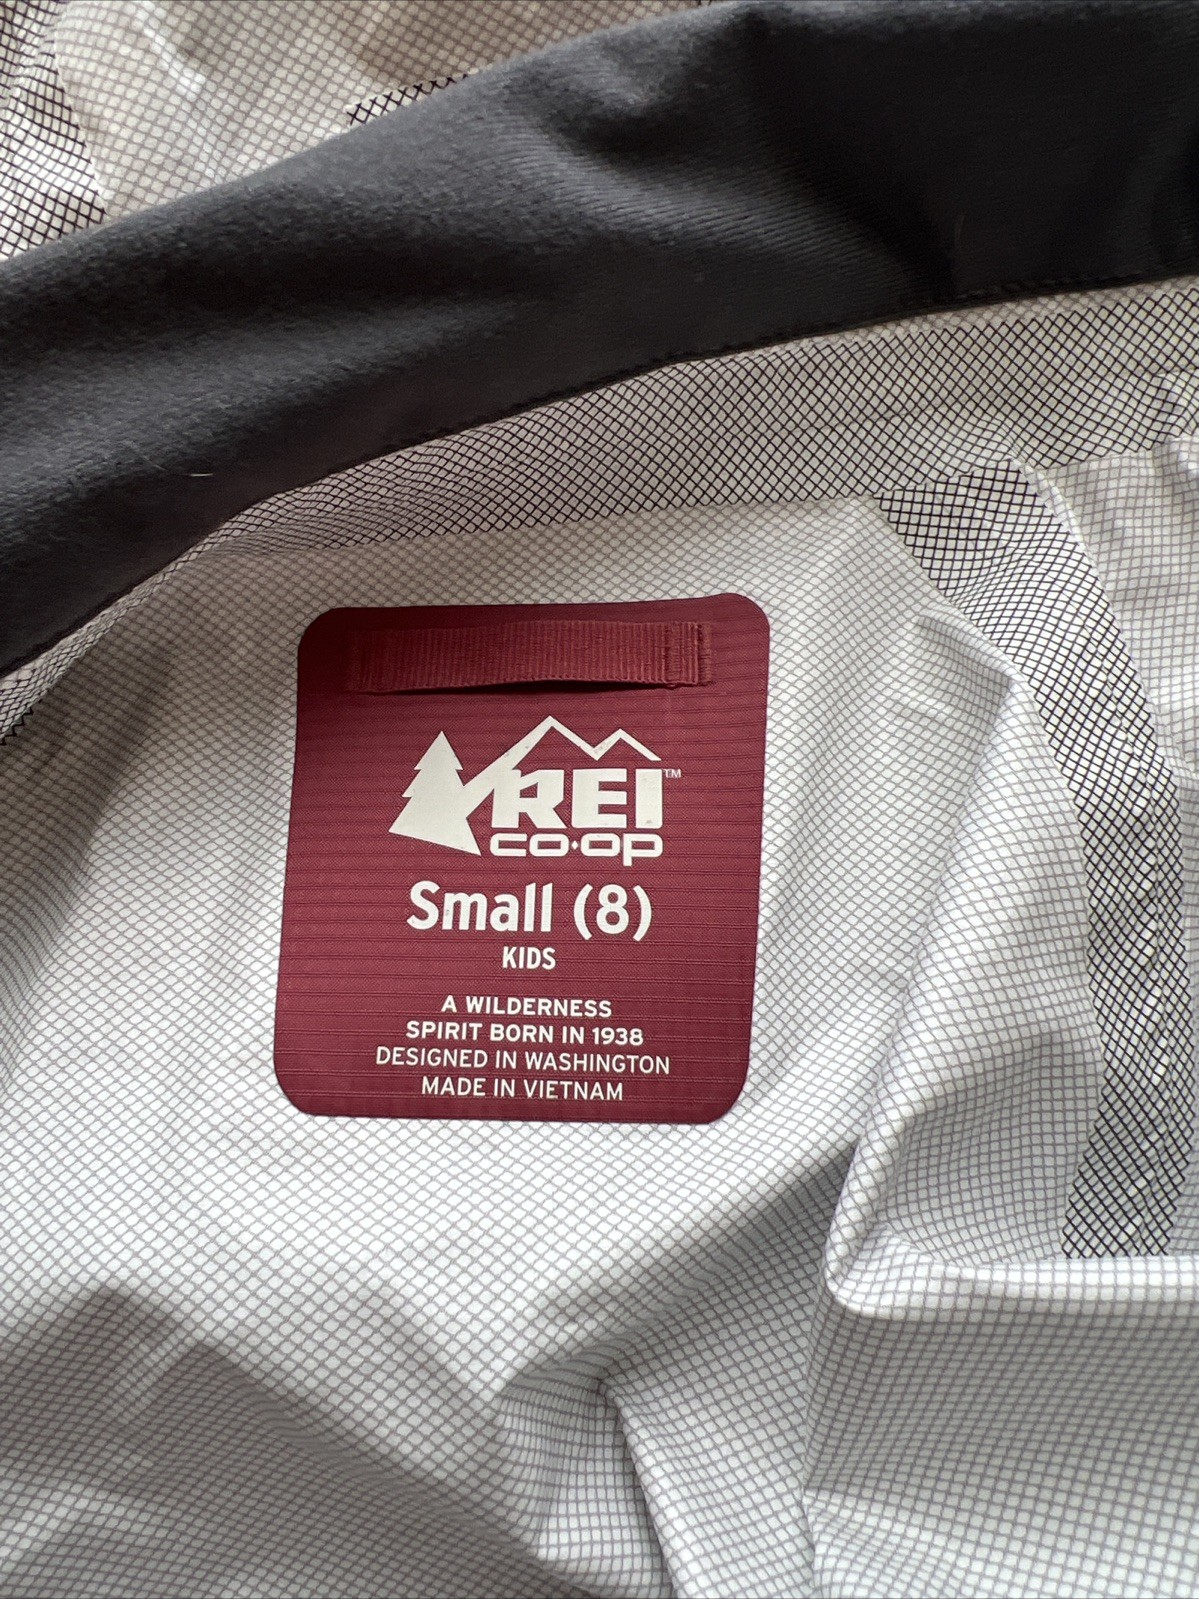 REI™
CO·OP
Small (8)
KIDS
A WILDERNESS
SPIRIT BORN IN 1938
DESIGNED IN WASHINGTON
MADE IN VIETNAM